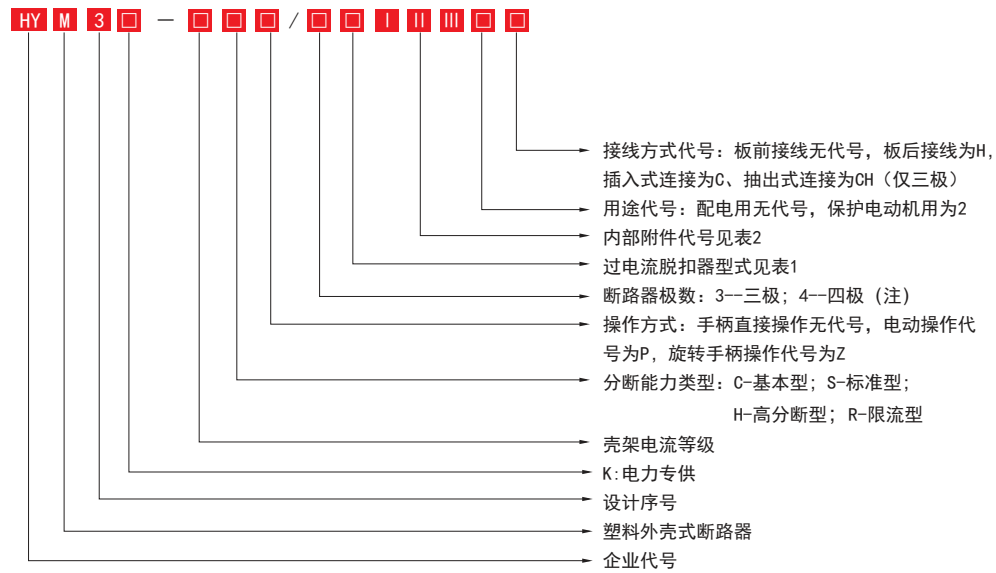 HY M 3 □ — □ □ □ / □ □ I II III □ □
接线方式代号：板前接线无代号，板后接线为H，
插入式连接为C、抽出式连接为CH（仅三极）
用途代号：配电用无代号，保护电动机用为2
内部附件代号见表2
过电流脱扣器型式见表1
断路器极数：3--三极；4--四极（注）
操作方式：手柄直接操作无代号，电动操作代
号为P，旋转手柄操作代号为Z
分断能力类型：C-基本型；S-标准型；
H-高分断型；R-限流型
壳架电流等级
K:电力专供
设计序号
塑料外壳式断路器
企业代号